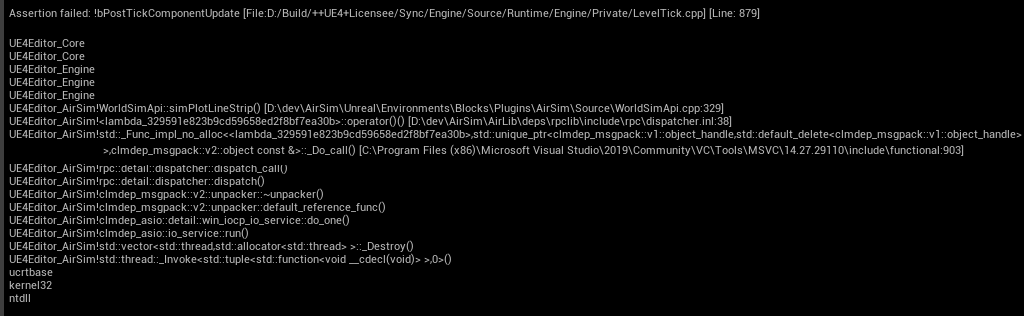 Assertion failed: !bPostTickComponentUpdate [File:D:/Build/++UE4+Licensee/Sync/Engine/Source/Runtime/Engine/Private/LevelTick.cpp] [Line: 879]
UE4Editor_Core
UE4Editor_Core
UE4Editor_Engine
UE4Editor_Engine
UE4Editor_Engine
UE4Editor_AirSim!WorldSimApi::simPlotLineStrip() [D:\dev\AirSim\Unreal\Environments\Blocks\Plugins\AirSim\Source\WorldSimApi.cpp:329]
UE4Editor_AirSim!<lambda_329591e823b9cd59658ed2f8bf7ea30b>::operator()() [D:\dev\AirSim\AirLib\deps\rpclib\include\rpc\dispatcher.inl:38]
UE4Editor_AirSim!std::_Func_impl_no_alloc<<lambda_329591e823b9cd59658ed2f8bf7ea30b>,std::unique_ptr<clmdep_msgpack::v1::object_handle,std::default_delete<clmdep_msgpack::v1::object_handle>
>,clmdep_msgpack::v2::object const &>::_Do_call() [C:\Program Files (x86)\Microsoft Visual Studio\2019\Community\VC\Tools\MSVC\14.27.29110\include\functional:903]
UE4Editor_AirSim!rpc::detail::dispatcher::dispatch_call()
UE4Editor_AirSim!rpc::detail::dispatcher::dispatch()
UE4Editor_AirSim!clmdep_msgpack::v2::unpacker::~unpacker()
UE4Editor_AirSim!clmdep_msgpack::v2::unpacker::default_reference_func()
UE4Editor_AirSim!clmdep_asio::detail::win_iocp_io_service::do_one()
UE4Editor_AirSim!clmdep_asio::io_service::run()
UE4Editor_AirSim!std::vector<std::thread,std::allocator<std::thread> >::_Destroy()
UE4Editor_AirSim!std::thread::_Invoke<std::tuple<std::function<void __cdecl(void)> >,0>()
ucrtbase
kernel32
ntdll